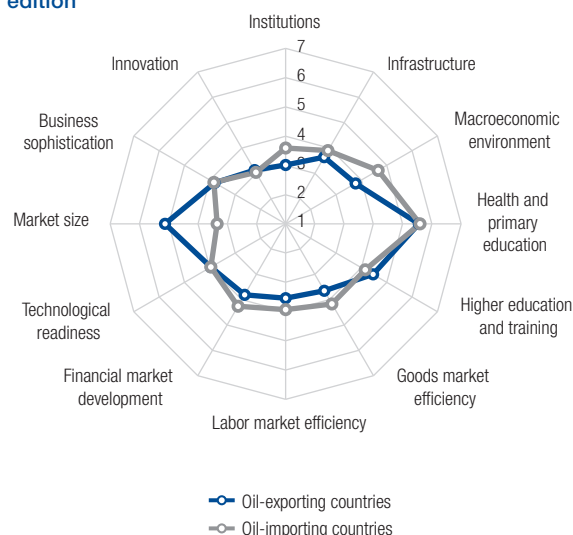 edition
Institutions
Infrastructure
Macroeconomic
environment
Health and
primary
education
Higher education
and training
Goods market
efficiency
Labor market efficiency
Financial market
development
Technological
readiness
Market size
Business
sophistication
Innovation
7
6
5
4
3
2
1
Oil-exporting countries
Oil-importing countries